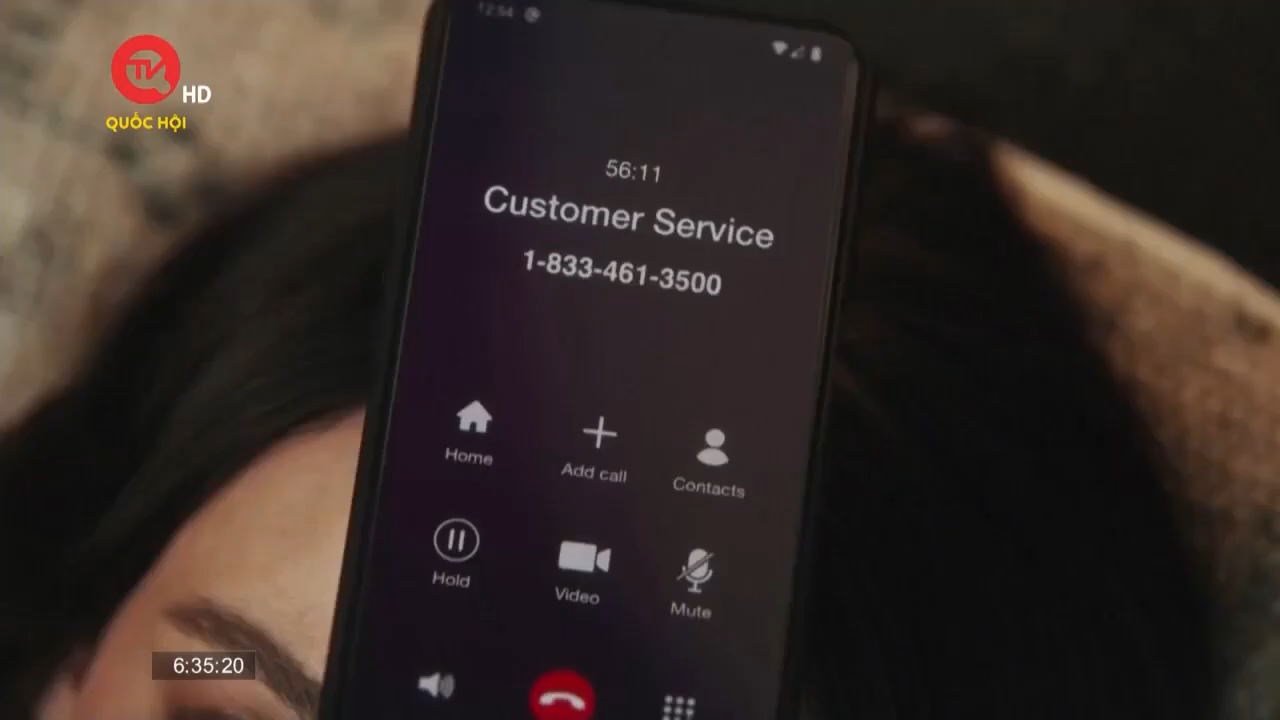 12:54
TV
HD
QUỐC HỘI
56:11
Customer Service
1-833-461-3500
Home
Add call
Contacts
Hold
Video
Mute
6:35:20